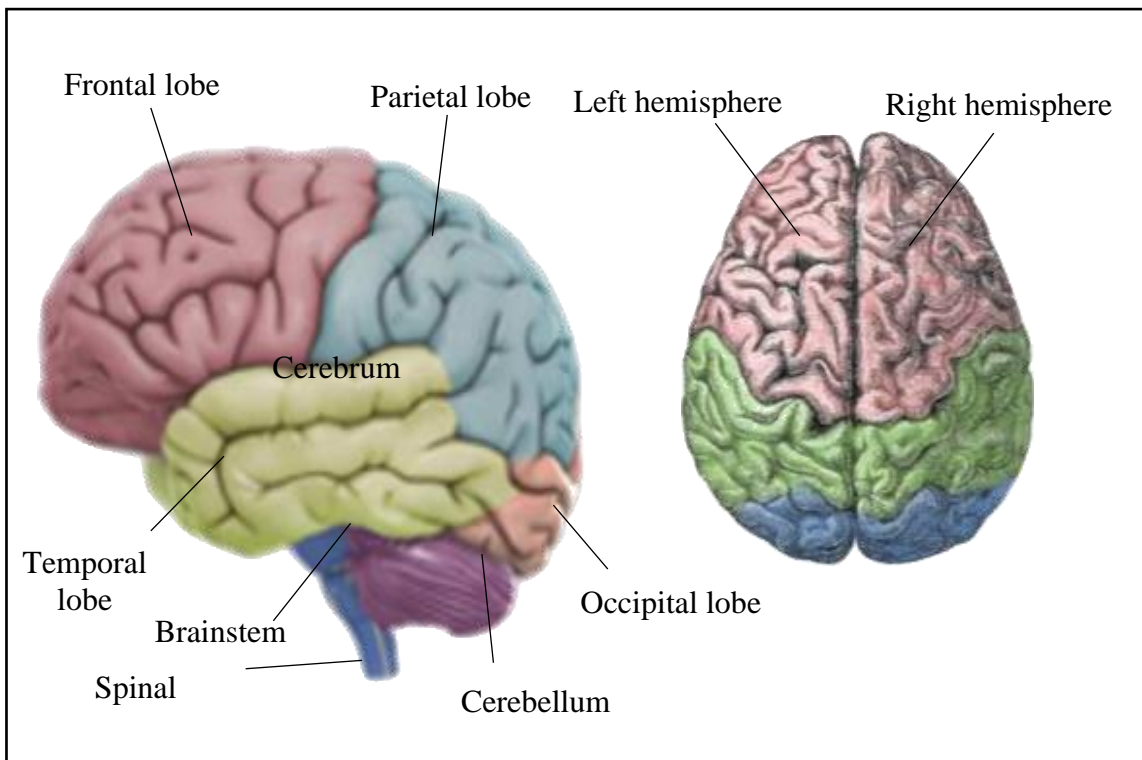 Frontal lobe
Parietal lobe
Left hemisphere
Right hemisphere
Cerebrum
Temporal
lobe
Brainstem
Spinal
Occipital lobe
Cerebellum